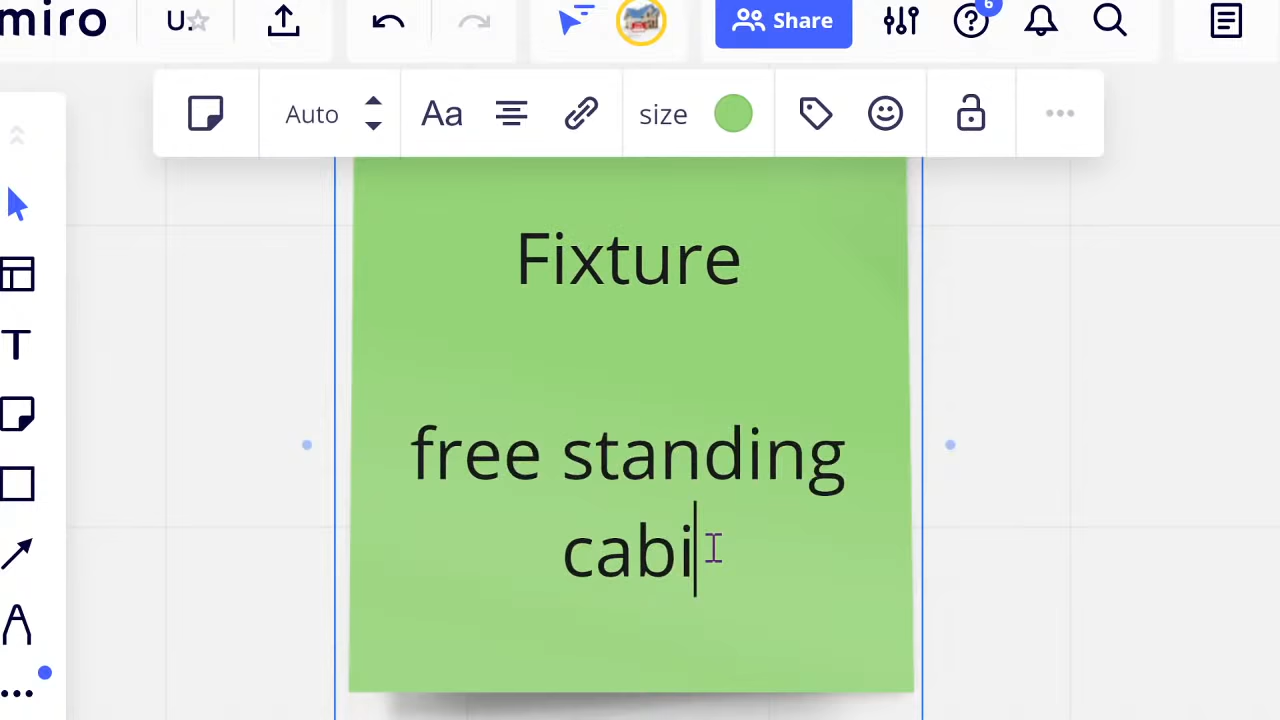 miro
U.
6
Share
Auto
Aa
size
T
Fixture
free standing
cabi